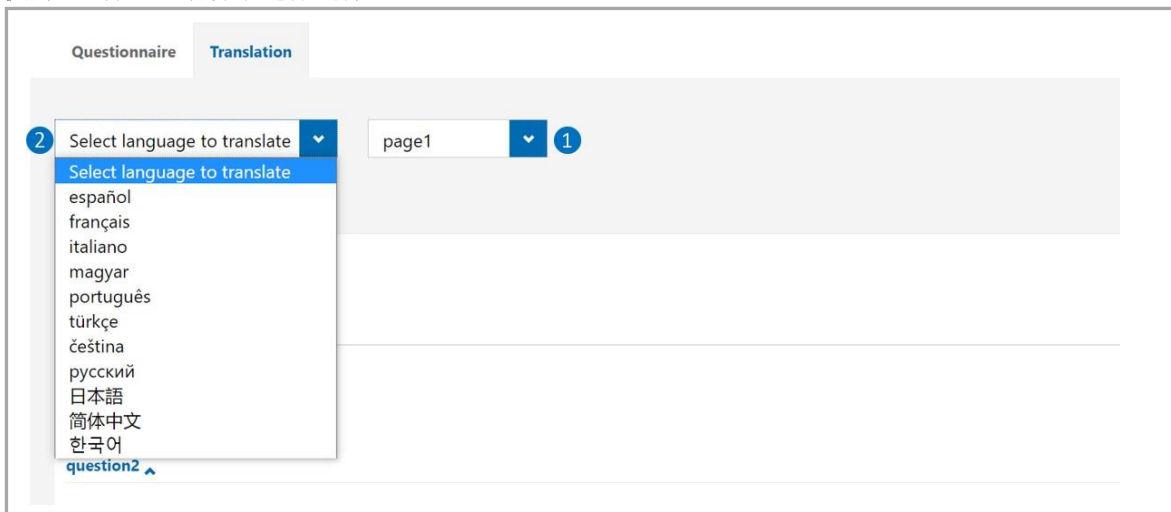 Questionnaire Translation
2 Select language to translate page1 1
Select language to translate
español
français
italiano
magyar
português
türkçe
čeština
русский
日本語
简体中文
한국어
question2